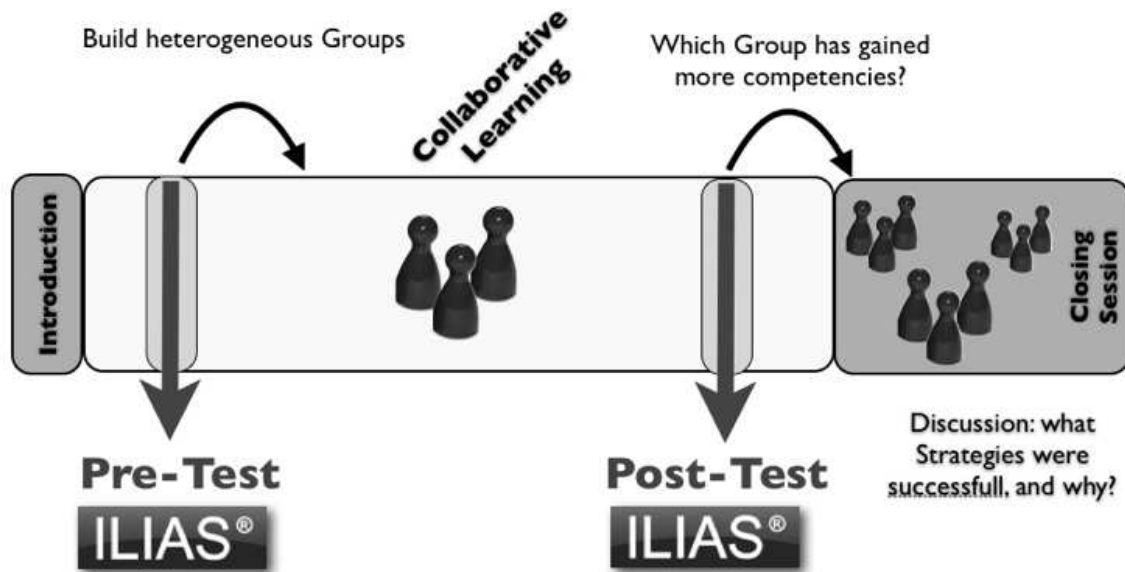 Build heterogeneous Groups
Collaborative
Learning
Which Group has gained
more competencies?
Introduction
Closing
Session
Pre-Test
ILIAS®
Post-Test
ILIAS®
Discussion: what
Strategies were
successfull, and why?